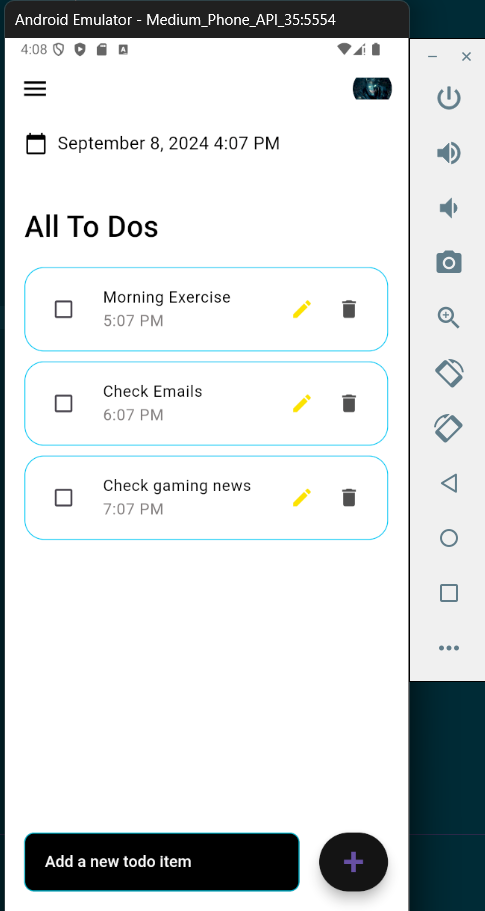 Android Emulator - Medium_Phone_API_35:5554
4:08
September 8, 2024 4:07 PM
All To Dos
Morning Exercise
5:07 PM
Check Emails
6:07 PM
Check gaming news
7:07 PM
Add a new todo item